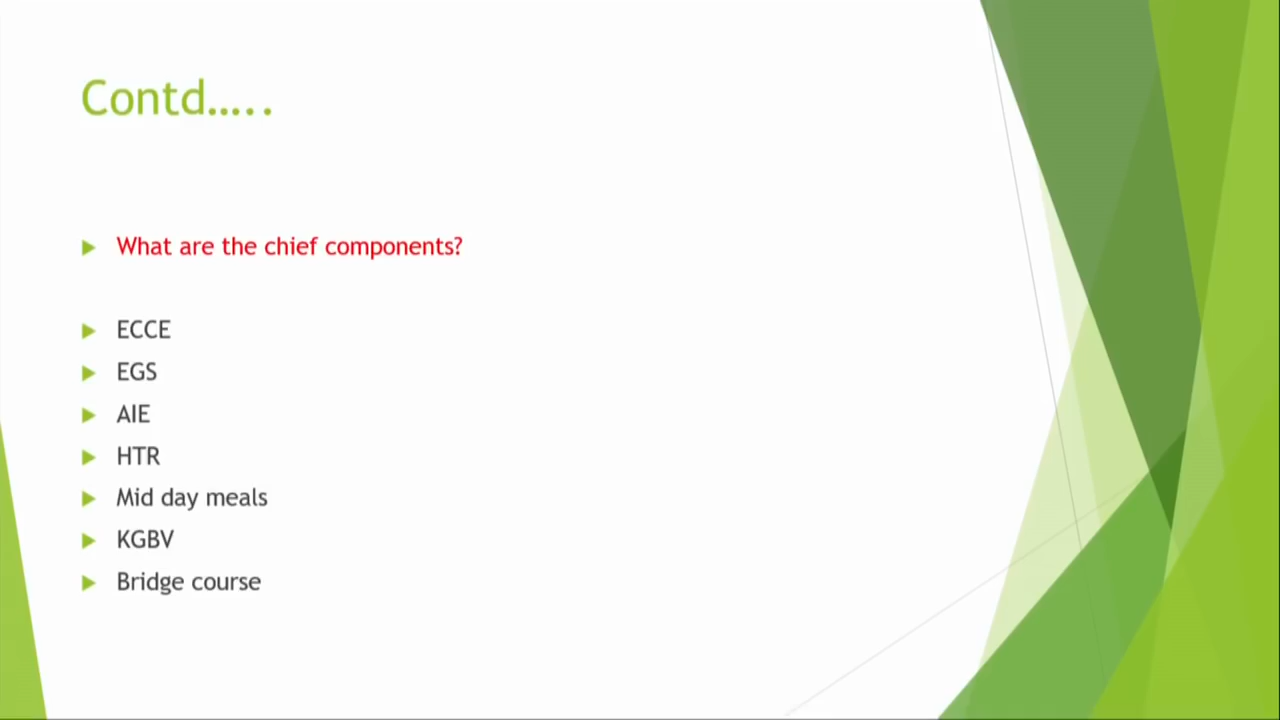 Contd.....
What are the chief components?
ECCE
EGS
AIE
HTR
Mid day meals
KGBV
Bridge course